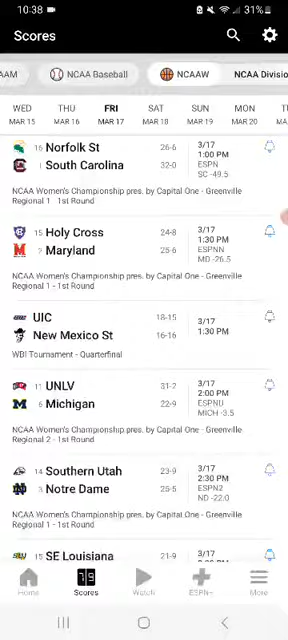 10:38
31%
Scores
AAM
NCAA Baseball
NCAAW
NCAA Divisio
WED THU FRI SAT SUN MON
MAR 15 MAR 16 MAR 17 MAR 18 MAR 19 MAR 20
16 Norfolk St 26-6
1 South Carolina 32-0
3/17
1:00 PM
ESPN
SC -49.5
NCAA Women's Championship pres. by Capital One - Greenville
Regional 1 - 1st Round
15 Holy Cross 24-8
2 Maryland 25-6
3/17
1:30 PM
ESPNN
MD -26.5
NCAA Women's Championship pres. by Capital One - Greenville
Regional 1 - 1st Round
UIC 18-15
New Mexico St 16-16
3/17
1:30 PM
WBI Tournament - Quarterfinal
11 UNLV 31-2
6 Michigan 22-9
3/17
2:00 PM
ESPNU
MICH -3.5
NCAA Women's Championship pres. by Capital One - Greenville
Regional 2 - 1st Round
14 Southern Utah 23-9
3 Notre Dame 25-5
3/17
2:30 PM
ESPN2
ND -22.0
NCAA Women's Championship pres. by Capital One - Greenville
Regional 1 - 1st Round
15 SE Louisiana 21-9
3/17
Home
Scores
Watch
ESPN+
More